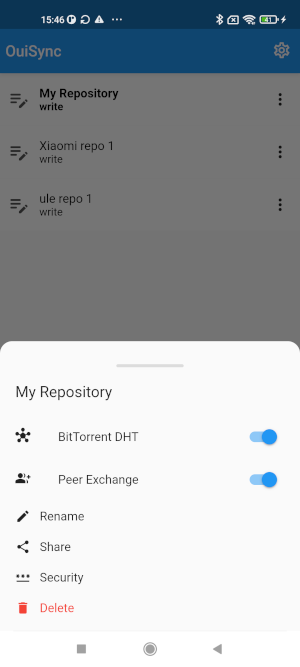 15:46
41
OuiSync
My Repository
write
Xiaomi repo 1
write
ule repo 1
write
My Repository
BitTorrent DHT
Peer Exchange
Rename
Share
Security
Delete